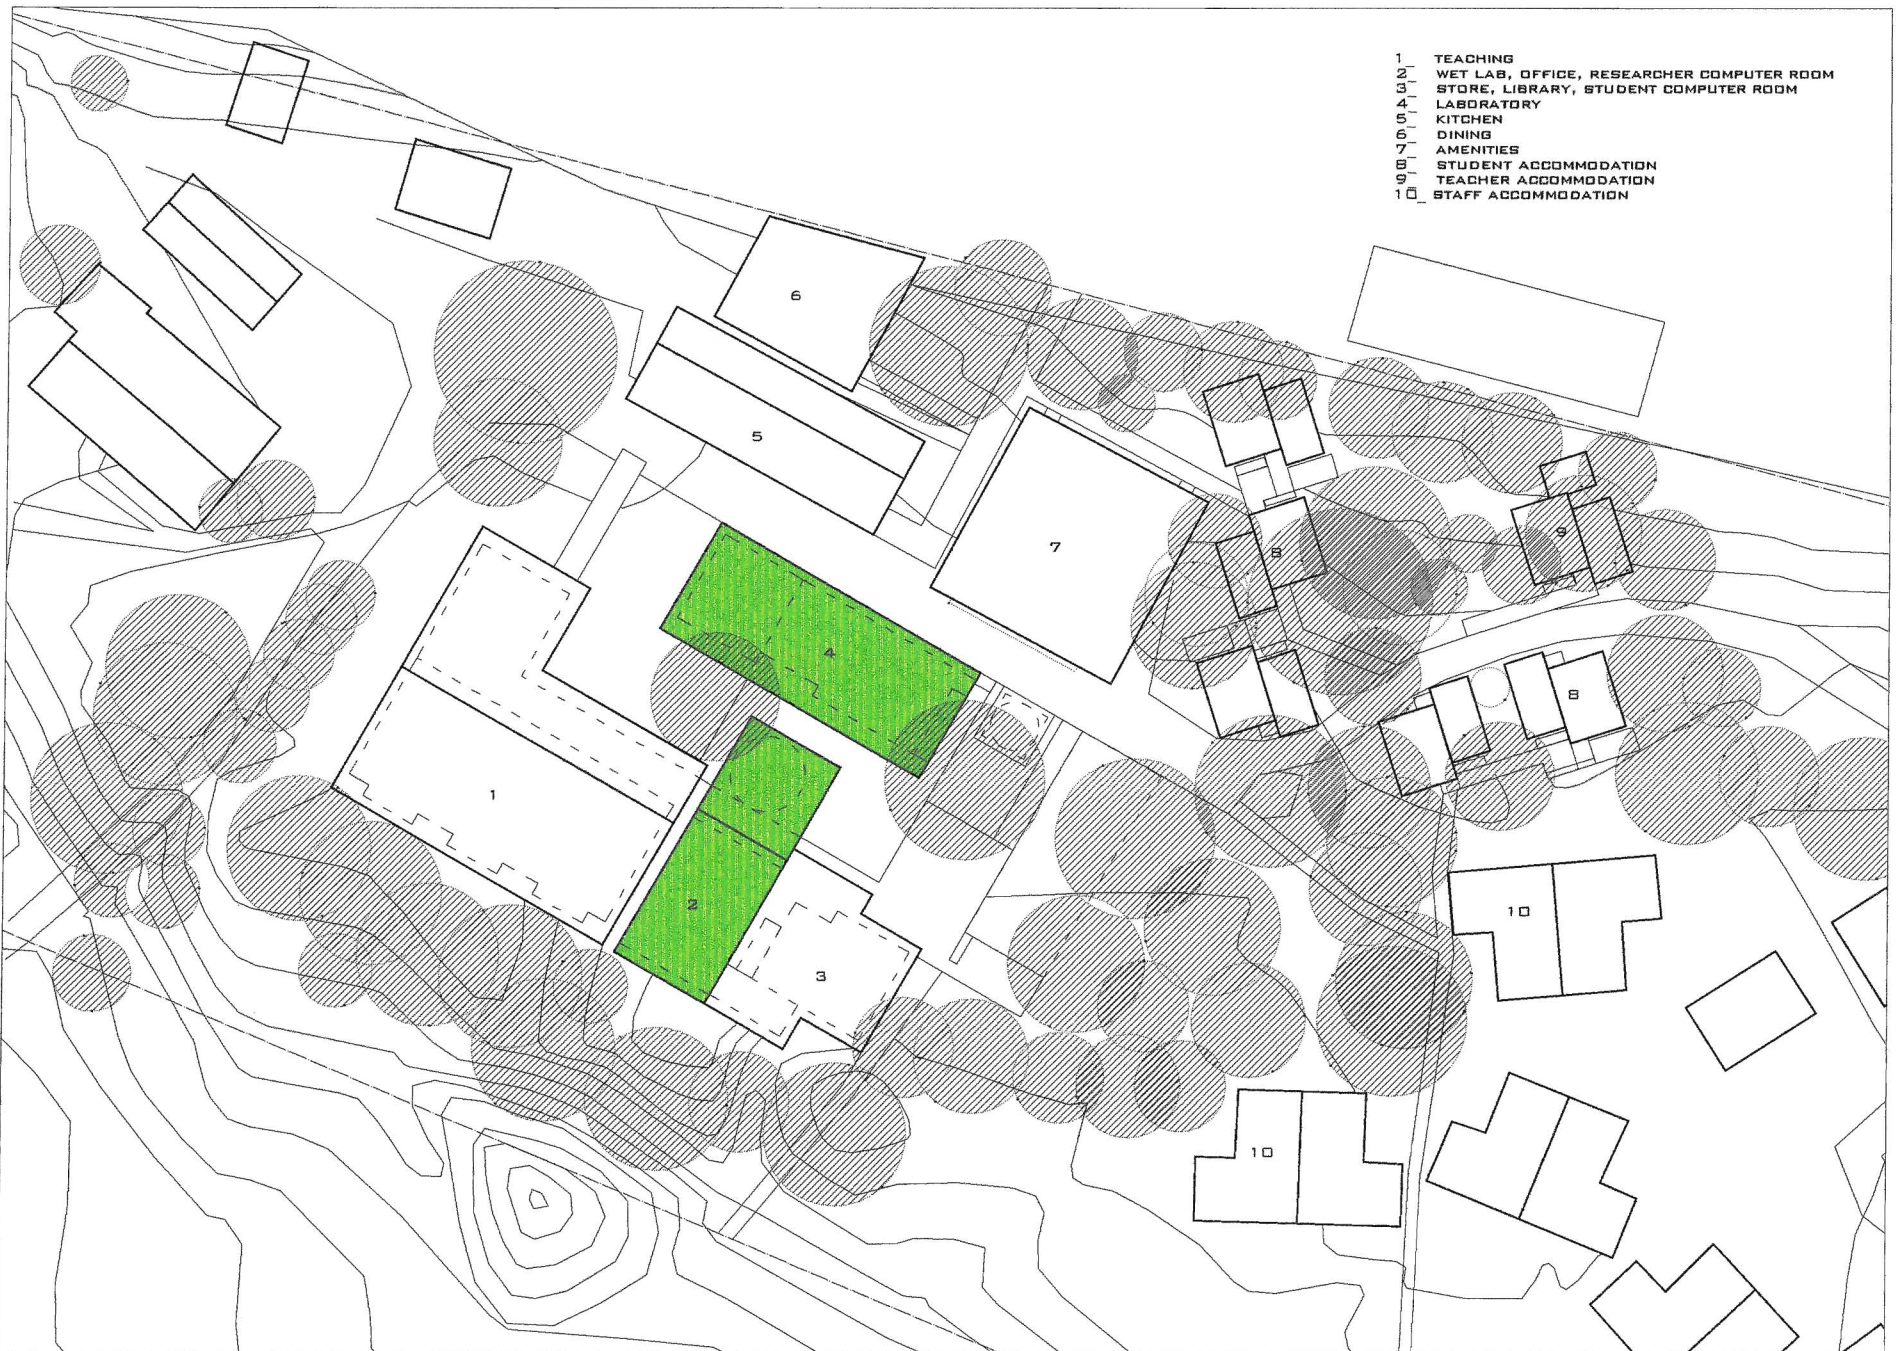 1_ TEACHING
2_ WET LAB, OFFICE, RESEARCHER COMPUTER ROOM
3_ STORE, LIBRARY, STUDENT COMPUTER ROOM
4_ LABORATORY
5_ KITCHEN
6_ DINING
7_ AMENITIES
8_ STUDENT ACCOMMODATION
9_ TEACHER ACCOMMODATION
10_ STAFF ACCOMMODATION
6
5
7
8
9
4
8
1
2
10
3
10